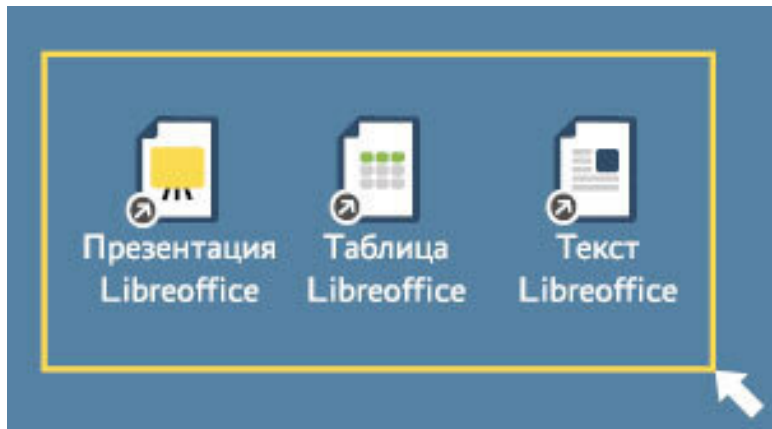 Презентация
Libreoffice
Таблица
Libreoffice
Текст
Libreoffice